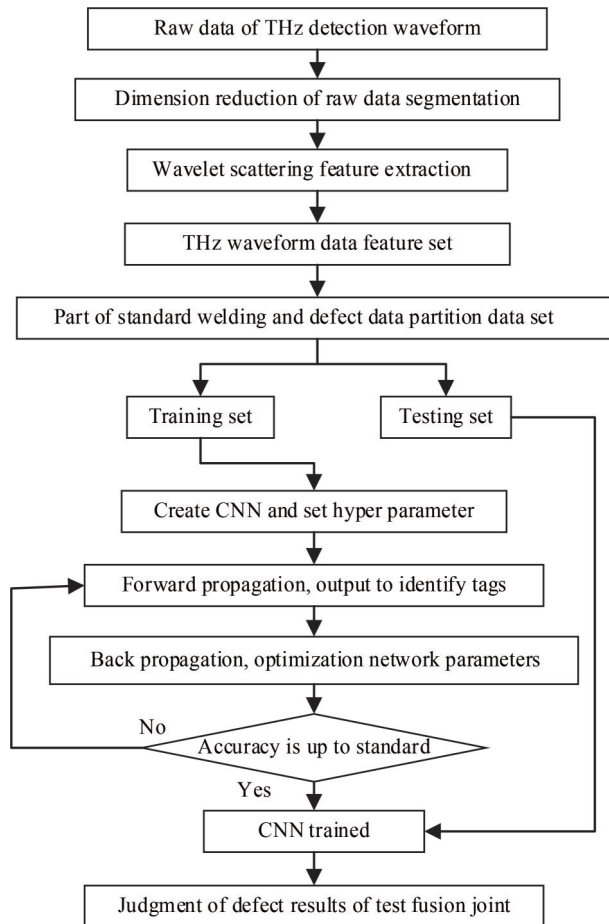 Raw data of THz detection waveform
Dimension reduction of raw data segmentation
Wavelet scattering feature extraction
THz waveform data feature set
Part of standard welding and defect data partition data set
Training set
Testing set
Create CNN and set hyper parameter
Forward propagation, output to identify tags
Back propagation, optimization network parameters
No
Accuracy is up to standard
Yes
CNN trained
Judgment of defect results of test fusion joint